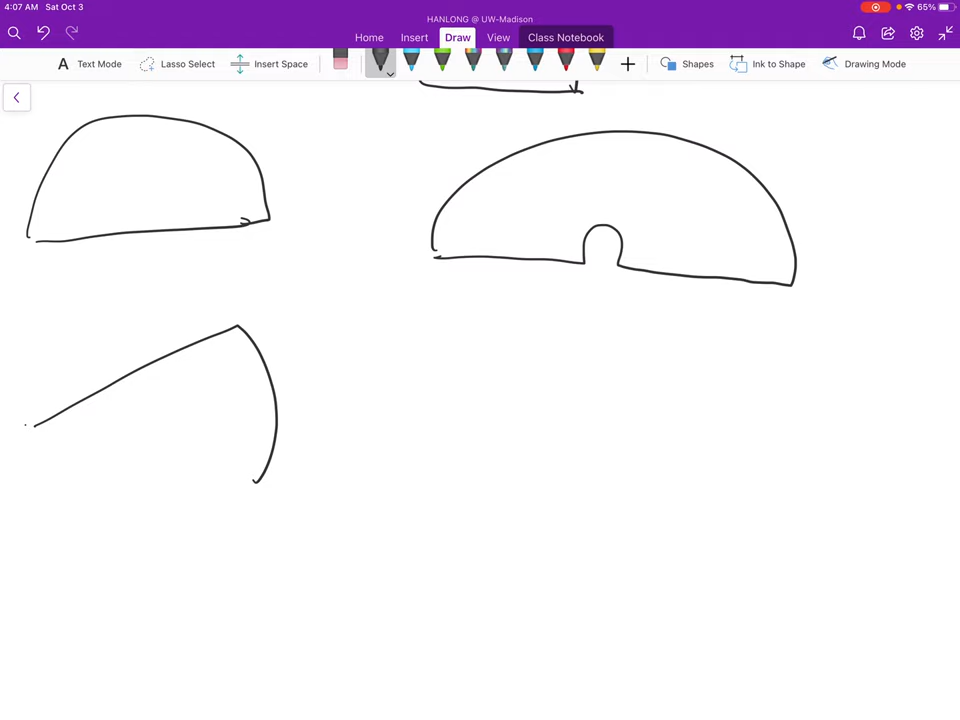 4:07 AM Sat Oct 3
65%
HANLONG @ UW-Madison
Home Insert Draw View Class Notebook
Text Mode Lasso Select Insert Space Shapes Ink to Shape Drawing Mode